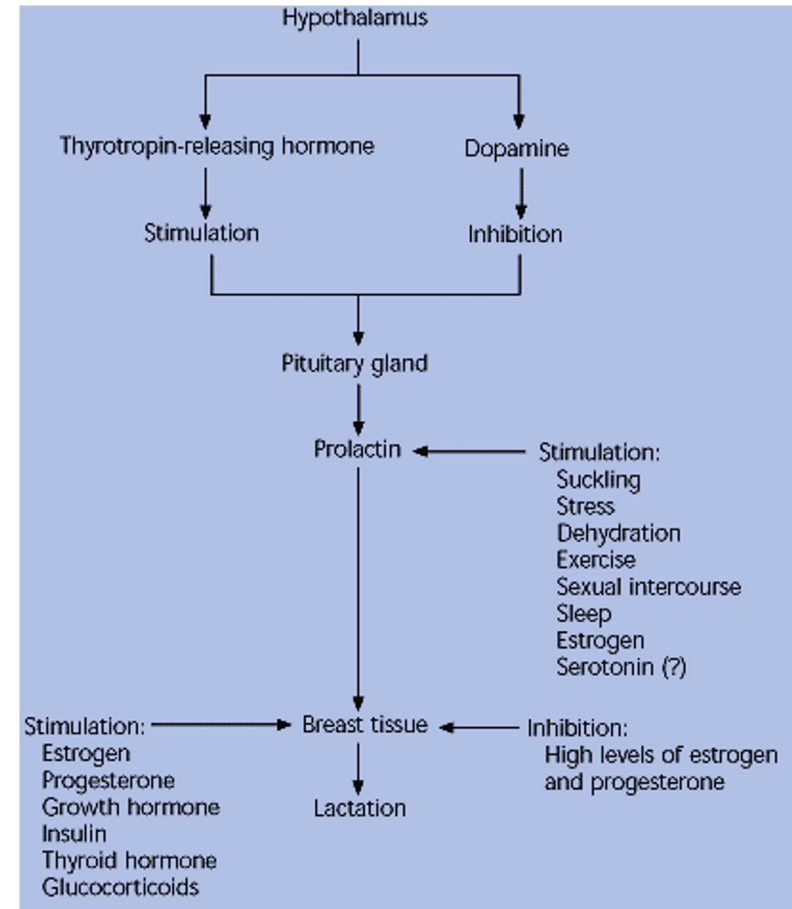 Hypothalamus
Thyrotropin-releasing hormone
Dopamine
Stimulation
Inhibition
Pituitary gland
Prolactin
Stimulation:
Suckling
Stress
Dehydration
Exercise
Sexual intercourse
Sleep
Estrogen
Serotonin (?)
Stimulation:
Estrogen
Progesterone
Growth hormone
Insulin
Thyroid hormone
Glucocorticoids
Breast tissue
Inhibition:
High levels of estrogen
and progesterone
Lactation